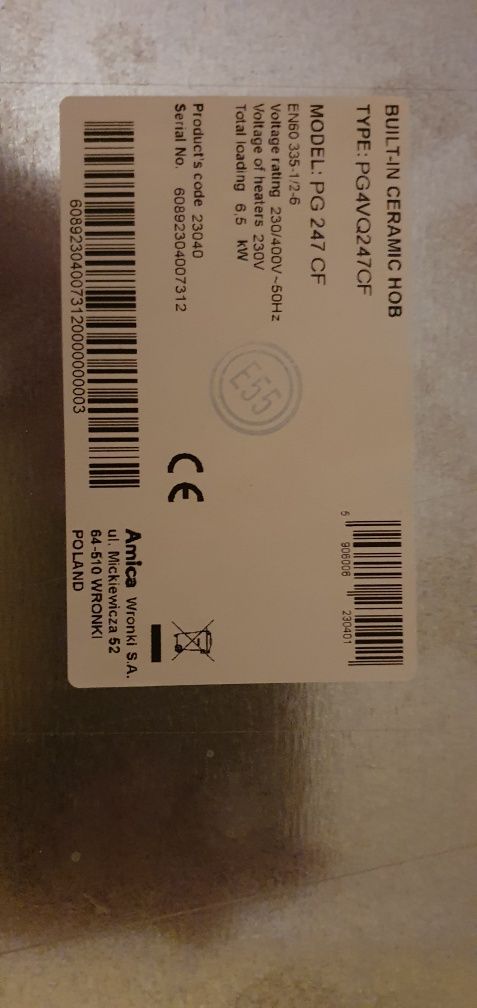 BUILT-IN CERAMIC HOB
TYPE: PG4VQ247CF
5 906006 230401
MODEL: PG 247 CF
EN60 335-1/2-6
Voltage rating 230/400V~50Hz
Voltage of heaters 230V
Total loading 6,5 kW
E55
Product's code 23040
Serial No. 60892304007312
CE
608923040073120000000003
Amica Wronki S.A.
ul. Mickiewicza 52
64-510 WRONKI
POLAND